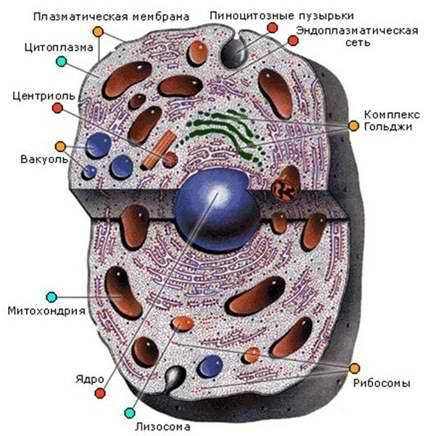 Плазматическая мембрана
Пиноцитозные пузырьки
Эндоплазматическая
сеть
Цитоплазма
Центриоль
Комплекс
Гольджи
Вакуоль
Митохондрия
Ядро
Рибосомы
Лизосома